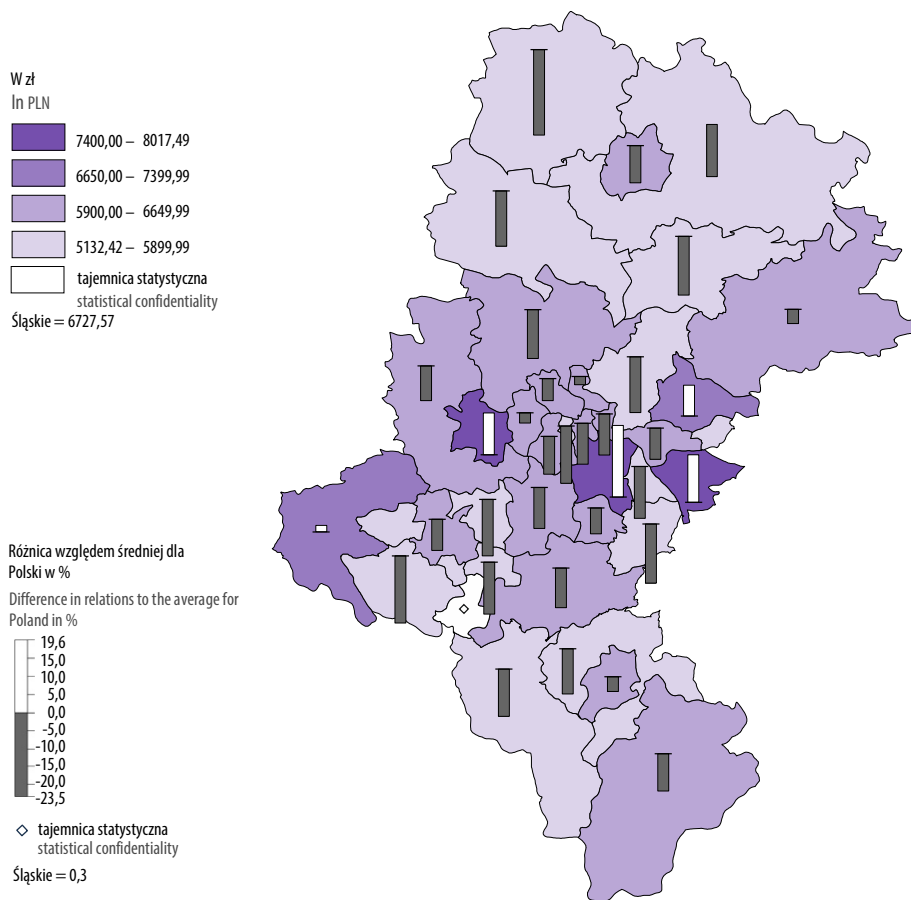 W zł
In PLN
7400,00 – 8017,49
6650,00 – 7399,99
5900,00 – 6649,99
5132,42 – 5899,99
tajemnica statystyczna
statistical confidentiality
Śląskie = 6727,57
Różnica względem średniej dla
Polski w %
Difference in relations to the average for
Poland in %
19,6
15,0
10,0
5,0
0,0
-5,0
-10,0
-15,0
-20,0
-23,5
tajemnica statystyczna
statistical confidentiality
Śląskie = 0,3